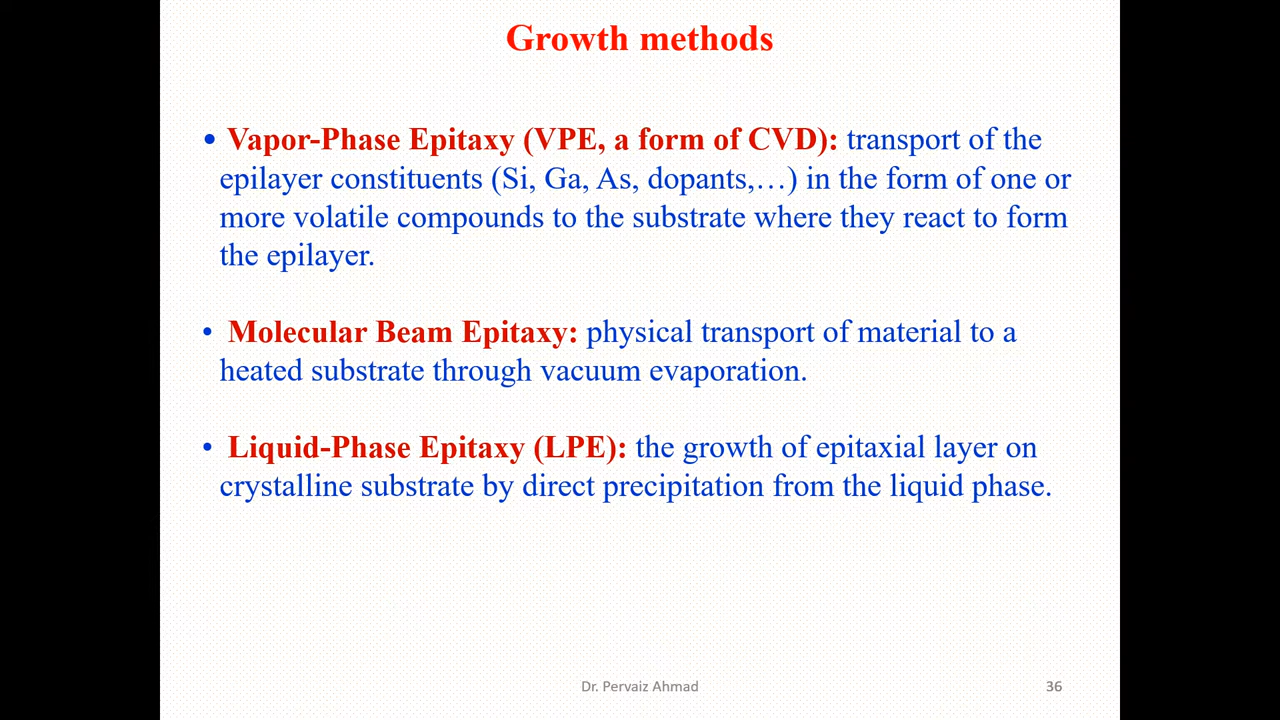 Growth methods
• Vapor-Phase Epitaxy (VPE, a form of CVD): transport of the
epilayer constituents (Si, Ga, As, dopants,…) in the form of one or
more volatile compounds to the substrate where they react to form
the epilayer.
• Molecular Beam Epitaxy: physical transport of material to a
heated substrate through vacuum evaporation.
• Liquid-Phase Epitaxy (LPE): the growth of epitaxial layer on
crystalline substrate by direct precipitation from the liquid phase.
Dr. Pervaiz Ahmad
36